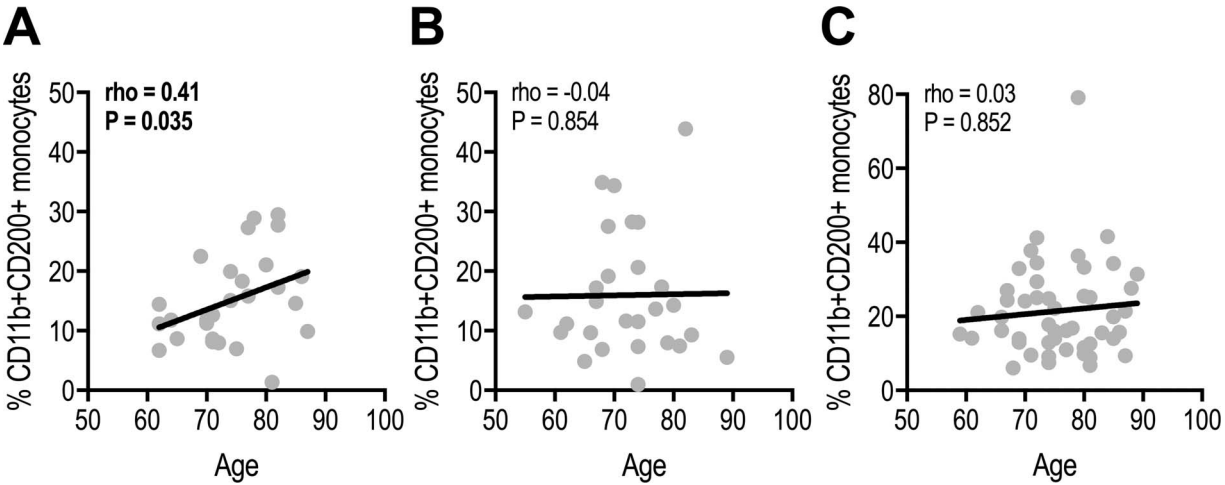 A
rho = 0.41
P = 0.035
% CD11b+CD200+ monocytes
50
40
30
20
10
0
50 60 70 80 90 100
Age
B
rho = -0.04
P = 0.854
% CD11b+CD200+ monocytes
50
40
30
20
10
0
50 60 70 80 90 100
Age
C
rho = 0.03
P = 0.852
% CD11b+CD200+ monocytes
80
60
40
20
0
50 60 70 80 90 100
Age